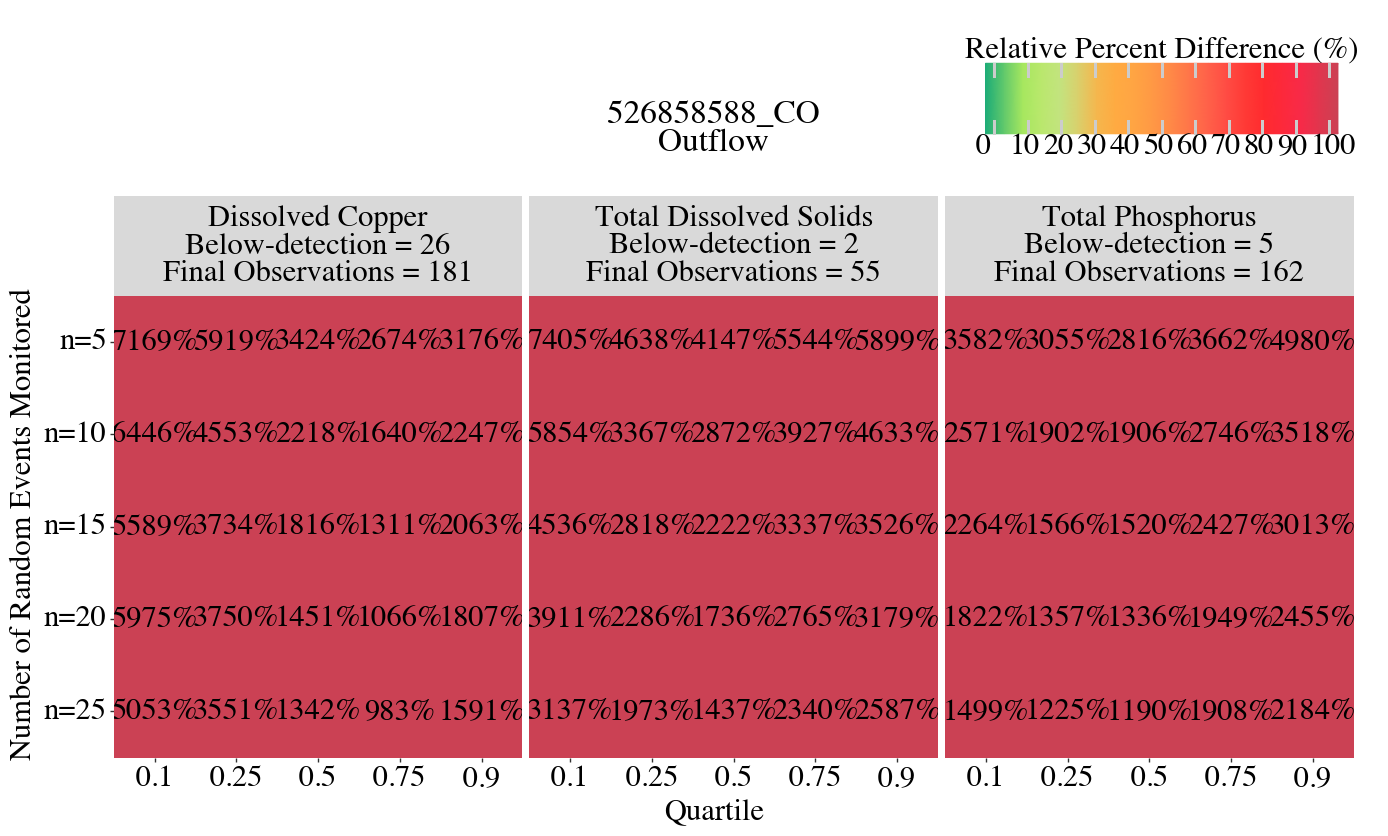 Relative Percent Difference (%)
0 10 20 30 40 50 60 70 80 90 100
526858588_CO
Outflow
Dissolved Copper
Below-detection = 26
Final Observations = 181
Total Dissolved Solids
Below-detection = 2
Final Observations = 55
Total Phosphorus
Below-detection = 5
Final Observations = 162
Number of Random Events Monitored
n=5 7169% 5919% 3424% 2674% 3176% 7405% 4638% 4147% 5544% 5899% 3582% 3055% 2816% 3662% 4980%
n=10 6446% 4553% 2218% 1640% 2247% 5854% 3367% 2872% 3927% 4633% 2571% 1902% 1906% 2746% 3518%
n=15 5589% 3734% 1816% 1311% 2063% 4536% 2818% 2222% 3337% 3526% 2264% 1566% 1520% 2427% 3013%
n=20 5975% 3750% 1451% 1066% 1807% 3911% 2286% 1736% 2765% 3179% 1822% 1357% 1336% 1949% 2455%
n=25 5053% 3551% 1342% 983% 1591% 3137% 1973% 1437% 2340% 2587% 1499% 1225% 1190% 1908% 2184%
0.1 0.25 0.5 0.75 0.9 0.1 0.25 0.5 0.75 0.9 0.1 0.25 0.5 0.75 0.9
Quartile